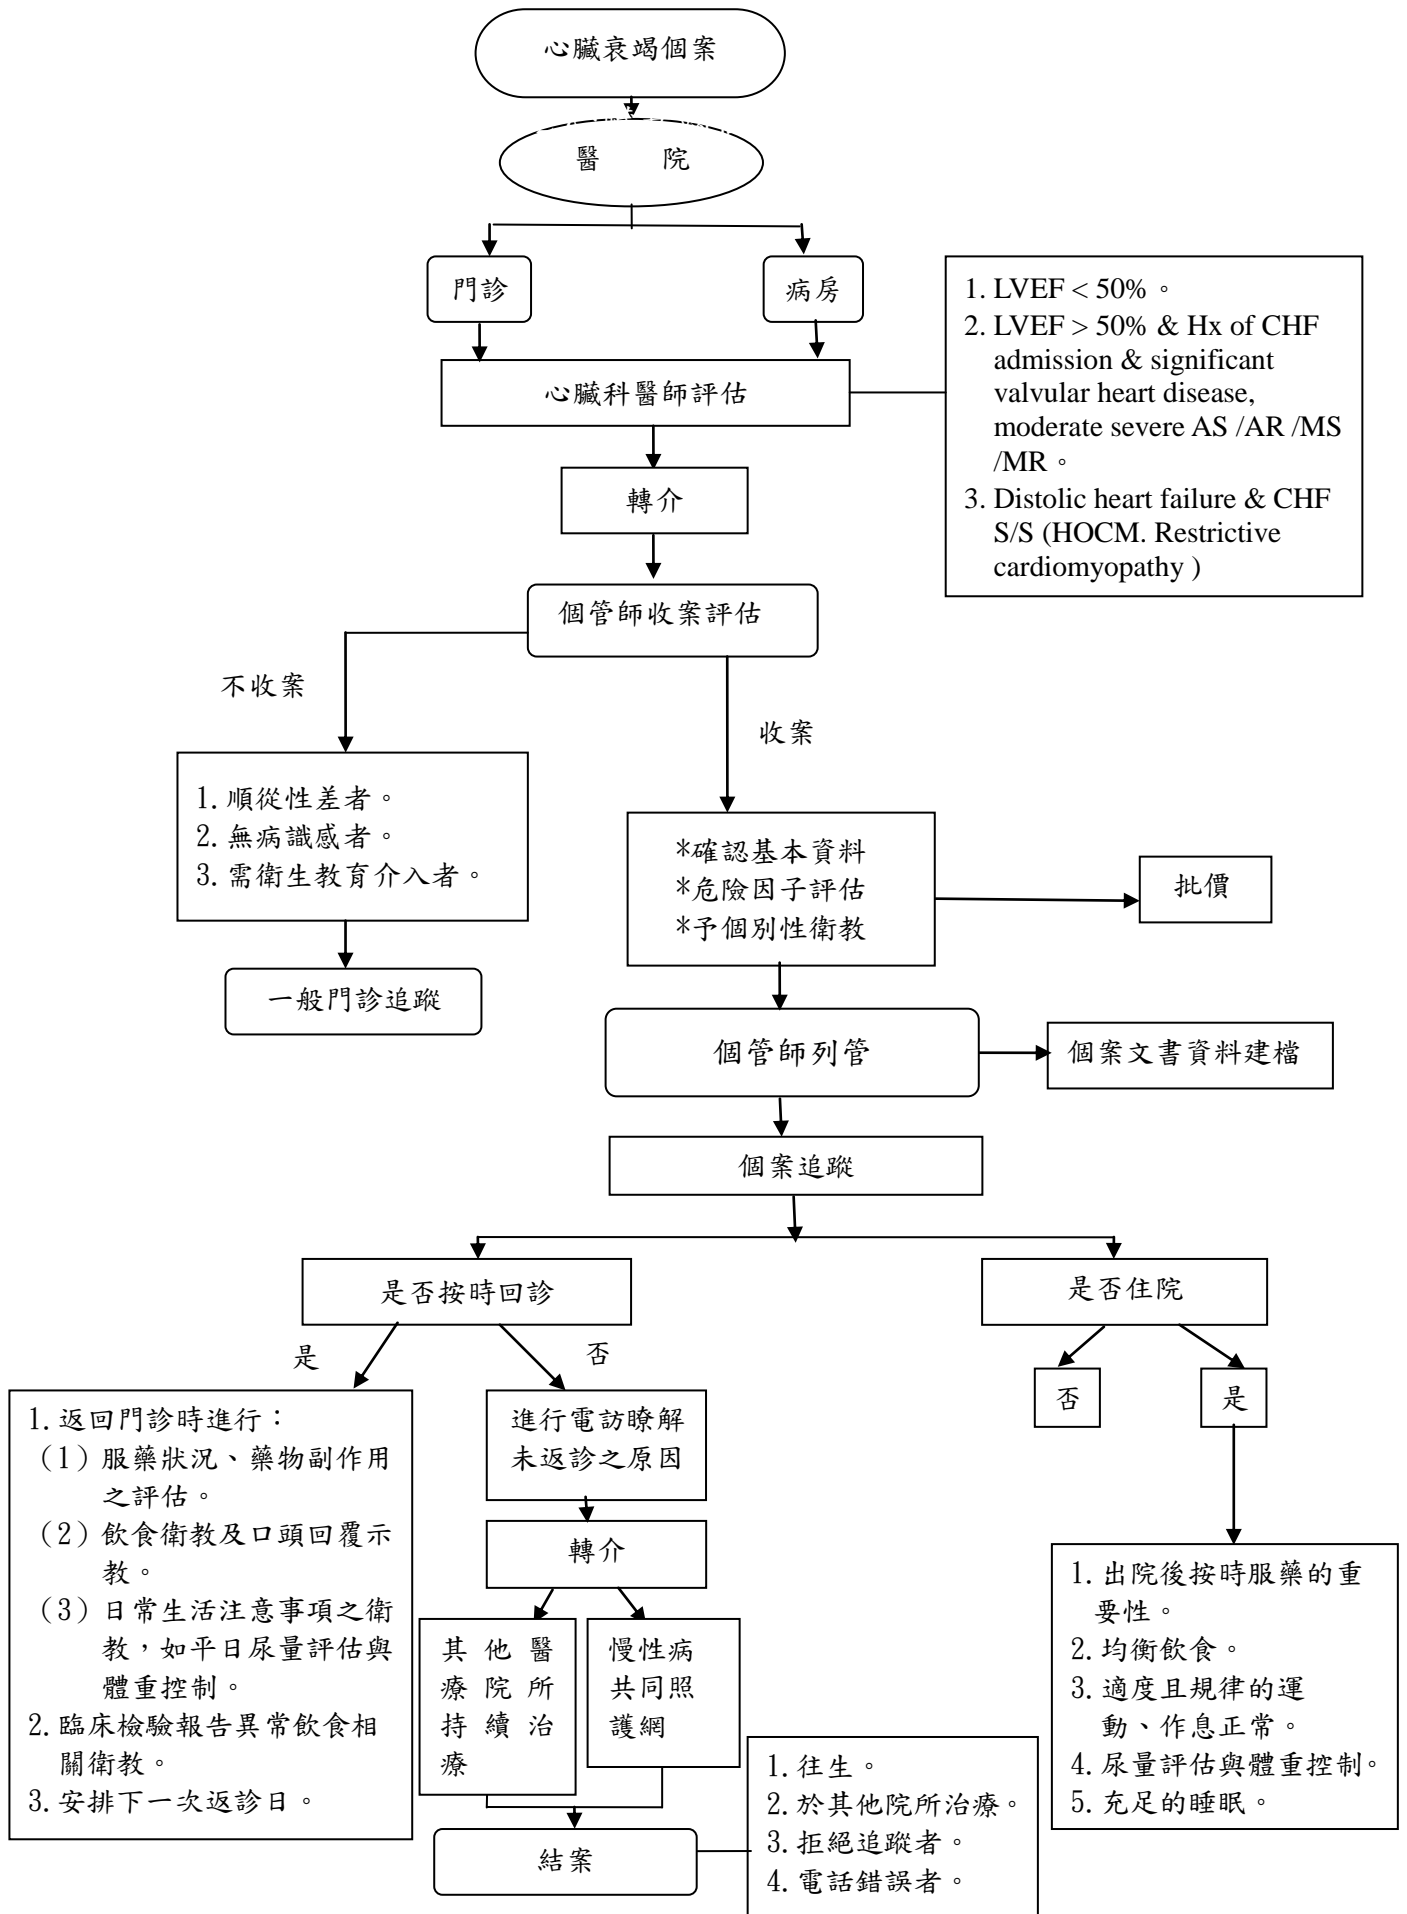 心臟衰竭個案
醫 院
門診
病房
1. LVEF < 50%。
2. LVEF > 50% & Hx of CHF
admission & significant
valvular heart disease,
moderate severe AS /AR /MS
/MR。
3. Distolic heart failure & CHF
S/S (HOCM. Restrictive
cardiomyopathy )
心臟科醫師評估
轉介
個管師收案評估
不收案
收案
1.順從性差者。
2.無病識感者。
3.需衛生教育介入者。
*確認基本資料
*危險因子評估
*予個別性衛教
批價
一般門診追蹤
個管師列管
個案文書資料建檔
個案追蹤
是否按時回診
是否住院
是
否
否
是
1.返回門診時進行：
（1）服藥狀況、藥物副作用
之評估。
（2）飲食衛教及口頭回覆示
教。
（3）日常生活注意事項之衛
教，如平日尿量評估與
體重控制。
2.臨床檢驗報告異常飲食相
關衛教。
3.安排下一次返診日。
進行電訪瞭解
未返診之原因
轉介
其他醫
療院所
持續治
療
慢性病
共同照
護網
1.出院後按時服藥的重
要性。
2.均衡飲食。
3.適度且規律的運
動、作息正常。
4.尿量評估與體重控制。
5.充足的睡眠。
結案
1.往生。
2.於其他院所治療。
3.拒絕追蹤者。
4.電話錯誤者。